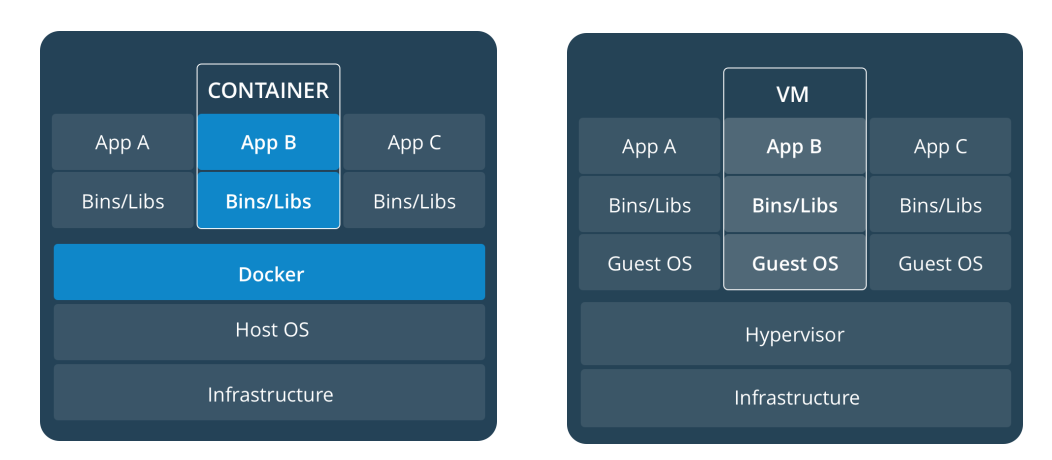 CONTAINER
App A
App B
App C
Bins/Libs
Bins/Libs
Bins/Libs
Docker
Host OS
Infrastructure
VM
App A
App B
App C
Bins/Libs
Bins/Libs
Bins/Libs
Guest OS
Guest OS
Guest OS
Hypervisor
Infrastructure